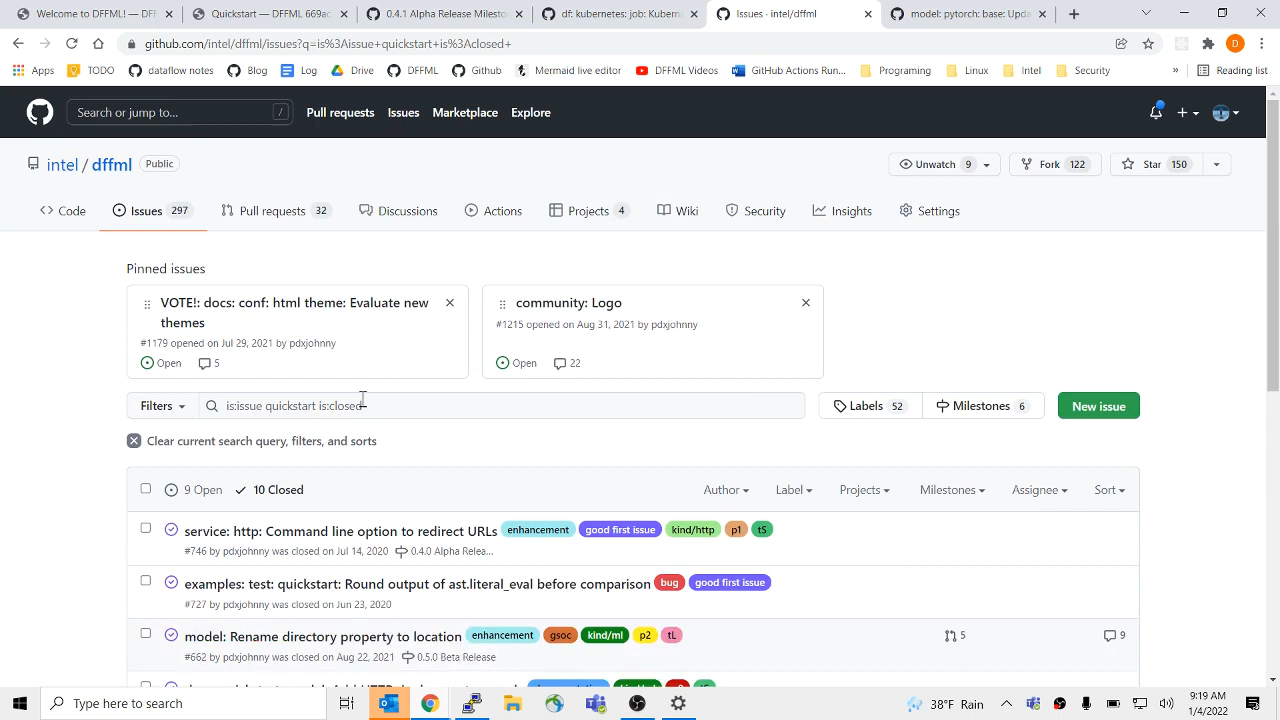 Welcome to DFFML! — DFFM
Quickstart — DFFML 669ac
0.4.1 Alpha Release Milesto
df: kubernetes: job: Kubern
Issues · intel/dffml
model: pytorch: base: Upda
github.com/intel/dffml/issues?q=is%3Aissue+quickstart+is%3Aclosed+
Apps
TODO
dataflow notes
Blog
Log
Drive
DFFML
Github
Mermaid live editor
DFFML Videos
GitHub Actions Run...
Programing
Linux
Intel
Security
»
Reading list
Search or jump to...
/
Pull requests
Issues
Marketplace
Explore
intel / dffml
Public
Unwatch 9
Fork 122
Star 150
Code
Issues 297
Pull requests 32
Discussions
Actions
Projects 4
Wiki
Security
Insights
Settings
Pinned issues
VOTE!: docs: conf: html theme: Evaluate new
themes
#1179 opened on Jul 29, 2021 by pdxjohnny
Open
5
community: Logo
#1215 opened on Aug 31, 2021 by pdxjohnny
Open
22
Filters
is:issue quickstart is:closed
Labels 52
Milestones 6
New issue
Clear current search query, filters, and sorts
9 Open
10 Closed
Author
Label
Projects
Milestones
Assignee
Sort
service: http: Command line option to redirect URLs enhancement good first issue kind/http p1 tS
#746 by pdxjohnny was closed on Jul 14, 2020 0.4.0 Alpha Relea...
examples: test: quickstart: Round output of ast.literal_eval before comparison bug good first issue
#727 by pdxjohnny was closed on Jun 23, 2020
model: Rename directory property to location enhancement gsoc kind/ml p2 tL
5
9
#662 by pdxjohnny was closed on Aug 22, 2021 0.5.0 Beta Release
Type here to search
38°F Rain
9:19 AM
1/4/2022